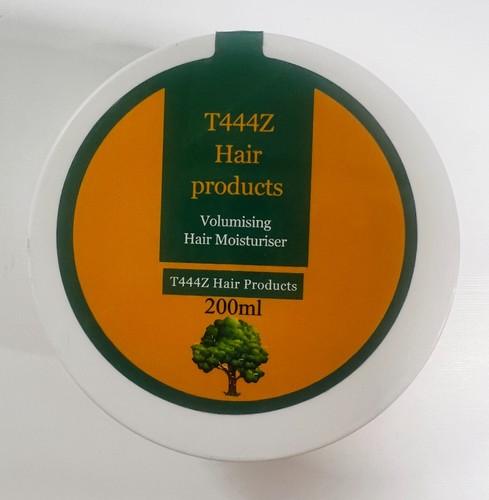 T444Z
Hair
products
Volumising
Hair Moisturiser
T444Z Hair Products
200ml